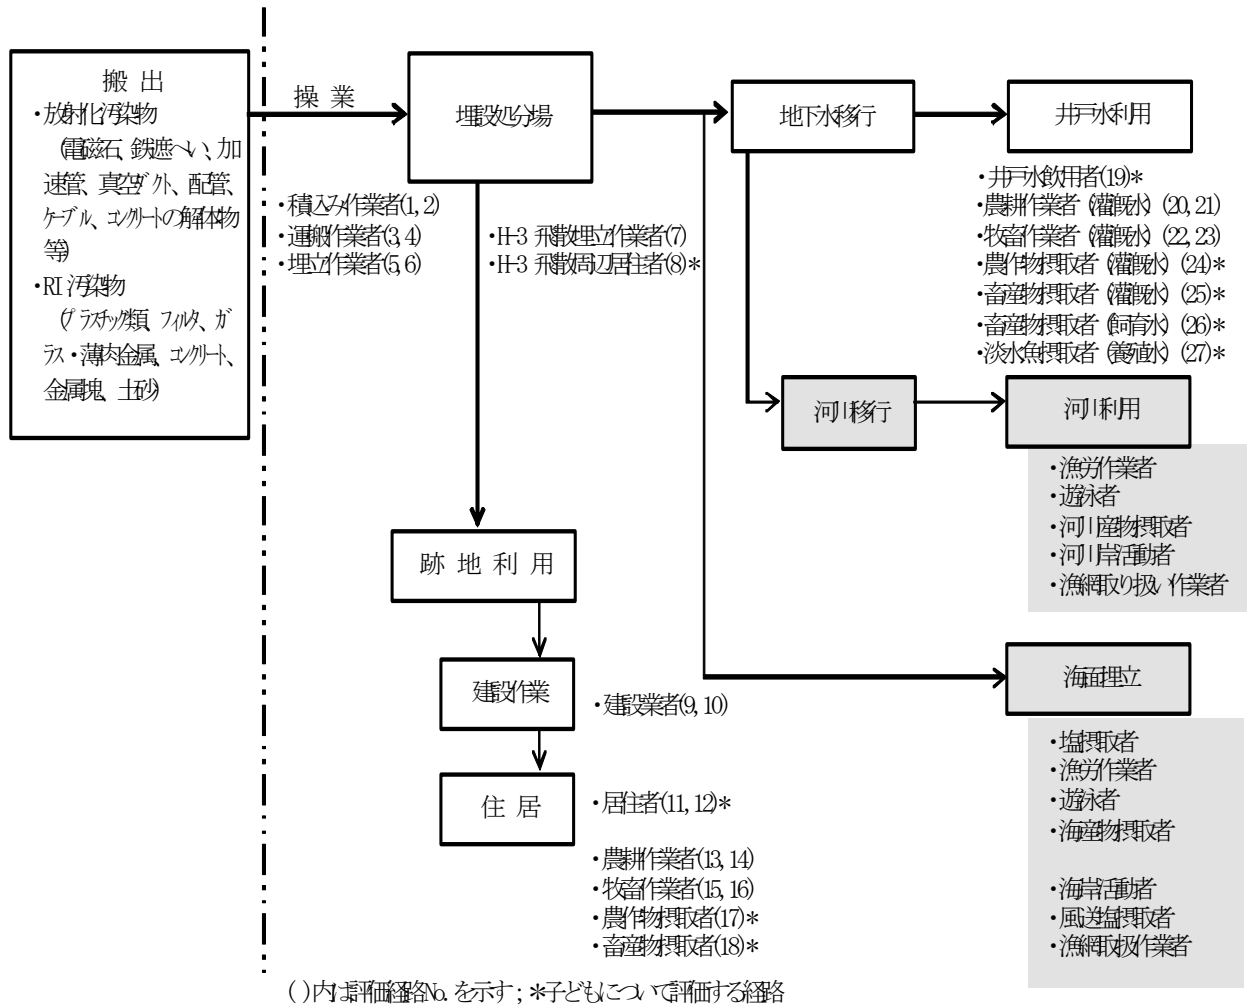 搬 出
・放射化汚染物
(電磁石、鉄遮へい、加
速管、真空ダクト、配管、
ケーブル、コンクリートの解体物
等)
・RI 汚染物
(プラスチック類、フィルタ、ガ
ラス・薄肉金属、コンクリート、
金属塊、土砂)
操 業
埋設処分場
・積込み作業者(1, 2)
・運搬作業者(3, 4)
・埋立作業者(5, 6)
・H-3 飛散埋立作業者(7)
・H-3 飛散周辺居住者(8)*
地下水移行
井戸水利用
・井戸水飲用者(19)*
・農耕作業者 (灌漑水) (20, 21)
・牧畜作業者 (灌漑水) (22, 23)
・農作物摂取者 (灌漑水) (24)*
・畜産物摂取者 (灌漑水) (25)*
・畜産物摂取者 (飼育水) (26)*
・淡水魚摂取者 (養殖水) (27)*
河川移行
河川利用
・漁労作業者
・遊泳者
・河川産物摂取者
・河川岸活動者
・漁網取り扱い作業者
跡 地 利 用
建設作業
・建設業者(9, 10)
住 居
・居住者(11, 12)*
・農耕作業者(13, 14)
・牧畜作業者(15, 16)
・農作物摂取者(17)*
・畜産物摂取者(18)*
海面埋立
・塩摂取者
・漁労作業者
・遊泳者
・海産物摂取者
・海岸活動者
・風送塩摂取者
・漁網取扱作業者
( )内は評価経路No. を示す ; *子どもについて評価する経路